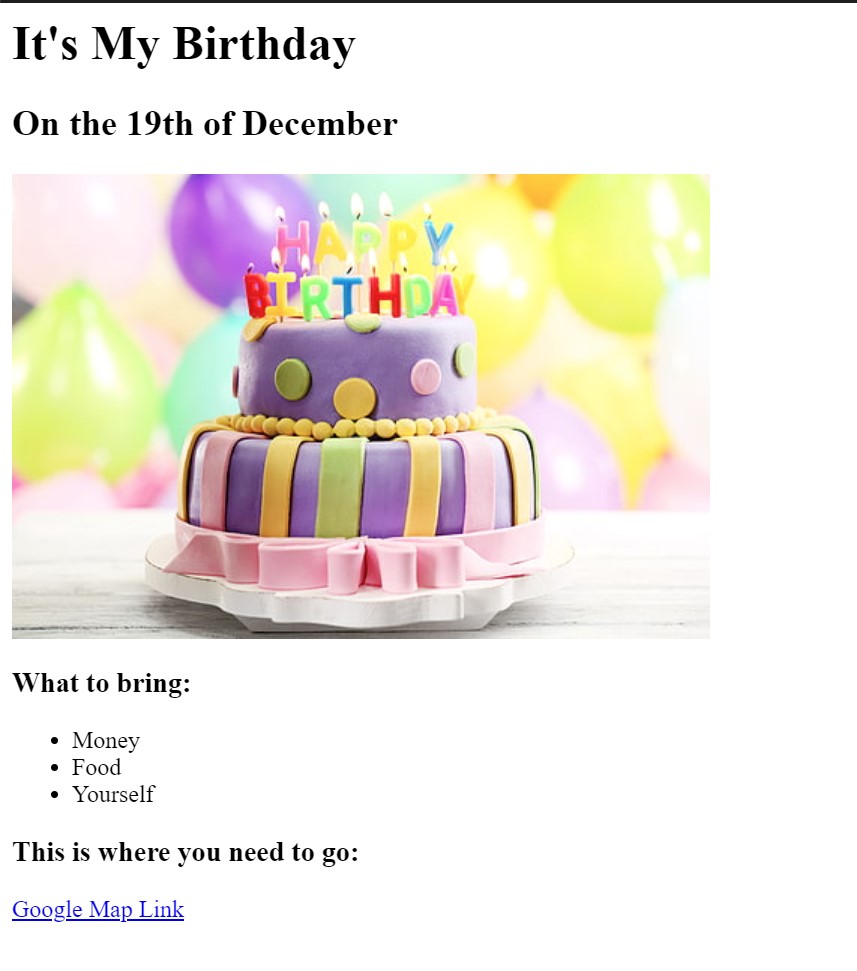 It's My Birthday
On the 19th of December
HAPPY
BIRTHDAY
What to bring:
Money
Food
Yourself
This is where you need to go:
Google Map Link